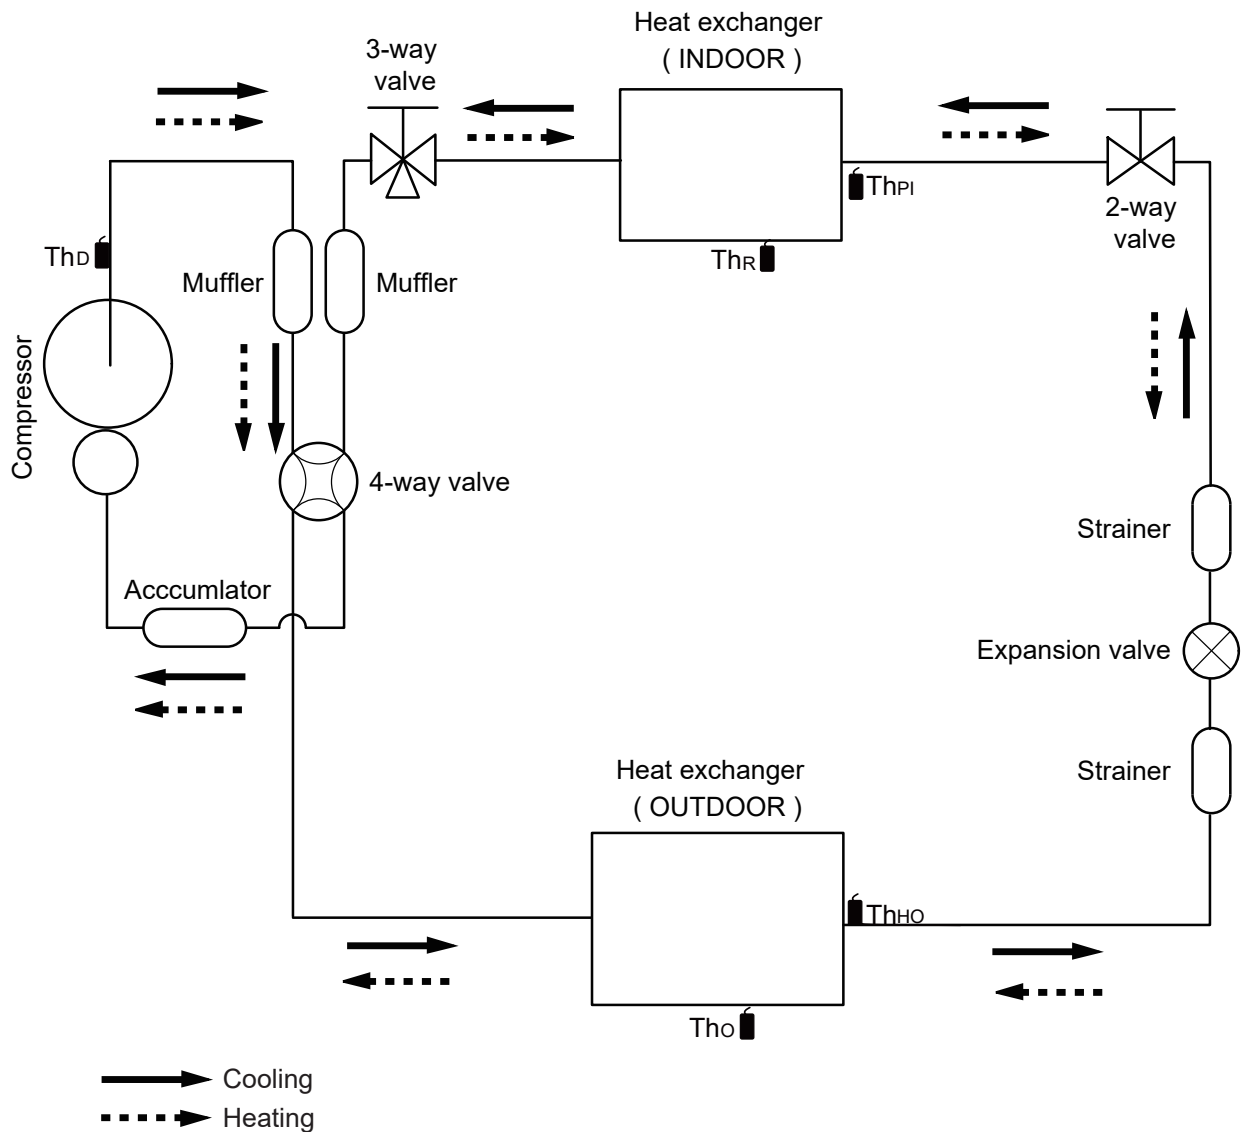 Heat exchanger
( INDOOR )
3-way
valve
ThPI
2-way
valve
ThD
ThR
Muffler
Muffler
Compressor
4-way valve
Strainer
Acccumlator
Expansion valve
Heat exchanger
( OUTDOOR )
Strainer
ThHO
ThO
Cooling
Heating